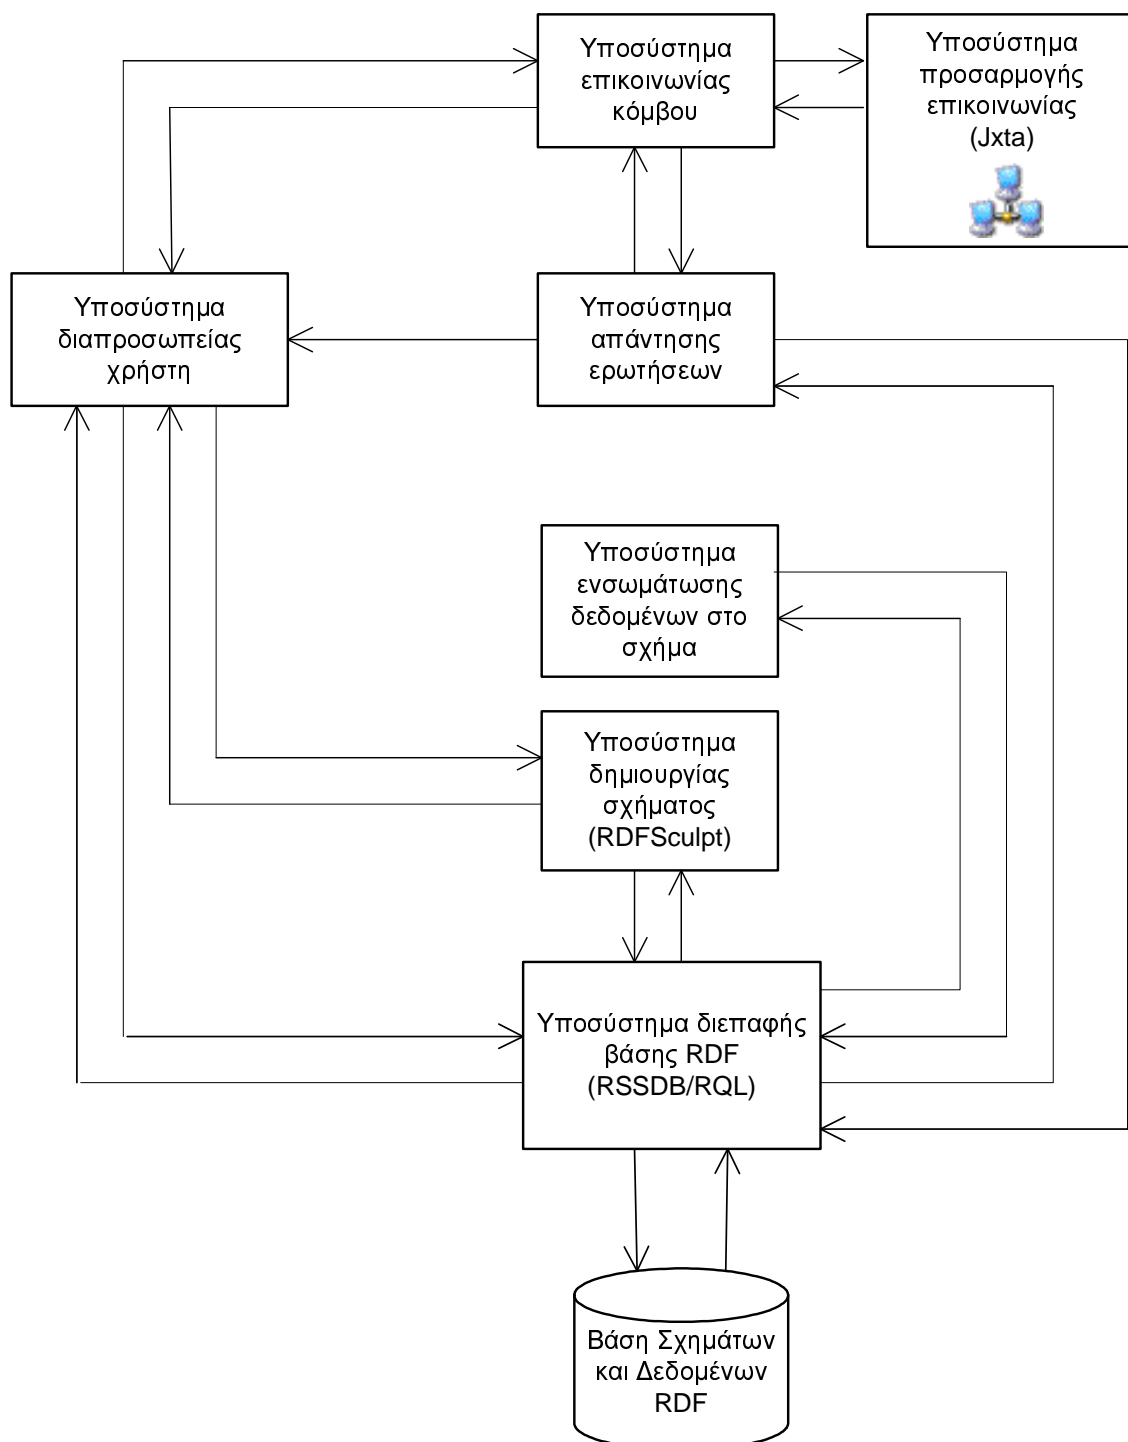 Υποσύστημα
επικοινωνίας
κόμβου
Υποσύστημα
προσαρμογής
επικοινωνίας
(Jxta)
Υποσύστημα
διαπροσωπείας
χρήστη
Υποσύστημα
απάντησης
ερωτήσεων
Υποσύστημα
ενσωμάτωσης
δεδομένων στο
σχήμα
Υποσύστημα
δημιουργίας
σχήματος
(RDFSculpt)
Υποσύστημα διεπαφής
βάσης RDF
(RSSDB/RQL)
Βάση Σχημάτων
και Δεδομένων
RDF